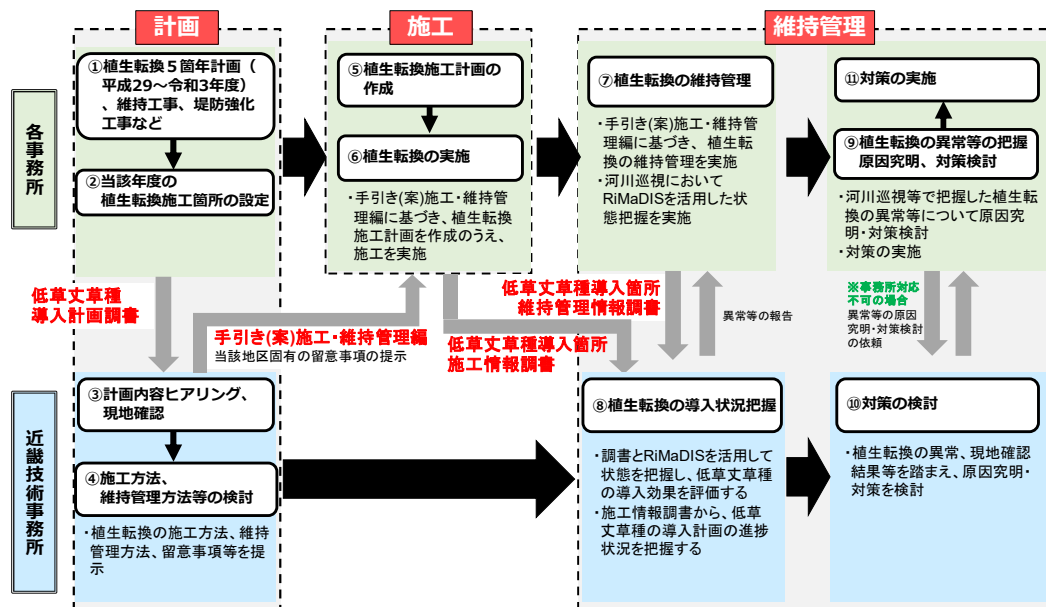 計画
施工
維持管理
各事務所
①植生転換５箇年計画（
平成29～令和3年度）
、維持工事、堤防強化
工事など
②当該年度の
植生転換施工箇所の設定
⑤植生転換施工計画の
作成
⑥植生転換の実施
・手引き(案)施工・維持管
理編に基づき、植生転換
施工計画を作成のうえ、
施工を実施
⑦植生転換の維持管理
・手引き(案)施工・維持管
理編に基づき、植生転
換の維持管理を実施
・河川巡視において
RiMaDISを活用した状
態把握を実施
⑪対策の実施
⑨植生転換の異常等の把握
原因究明、対策検討
・河川巡視等で把握した植生転
換の異常等について原因究
明・対策検討
・対策の実施
低草丈草種
導入計画調書
手引き(案)施工・維持管理編
当該地区固有の留意事項の提示
低草丈草種導入箇所
維持管理情報調書
低草丈草種導入箇所
施工情報調書
異常等の報告
※事務所対応
不可の場合
異常等の原因
究明・対策検討
の依頼
近畿技術事務所
③計画内容ヒアリング、
現地確認
④施工方法、
維持管理方法等の検討
・植生転換の施工方法、維持
管理方法、留意事項等を提
示
⑧植生転換の導入状況把握
・調書とRiMaDISを活用して
状態を把握し、低草丈草種
の導入効果を評価する
・施工情報調書から、低草
丈草種の導入計画の進捗
状況を把握する
⑩対策の検討
・植生転換の異常、現地確認
結果等を踏まえ、原因究明・
対策を検討